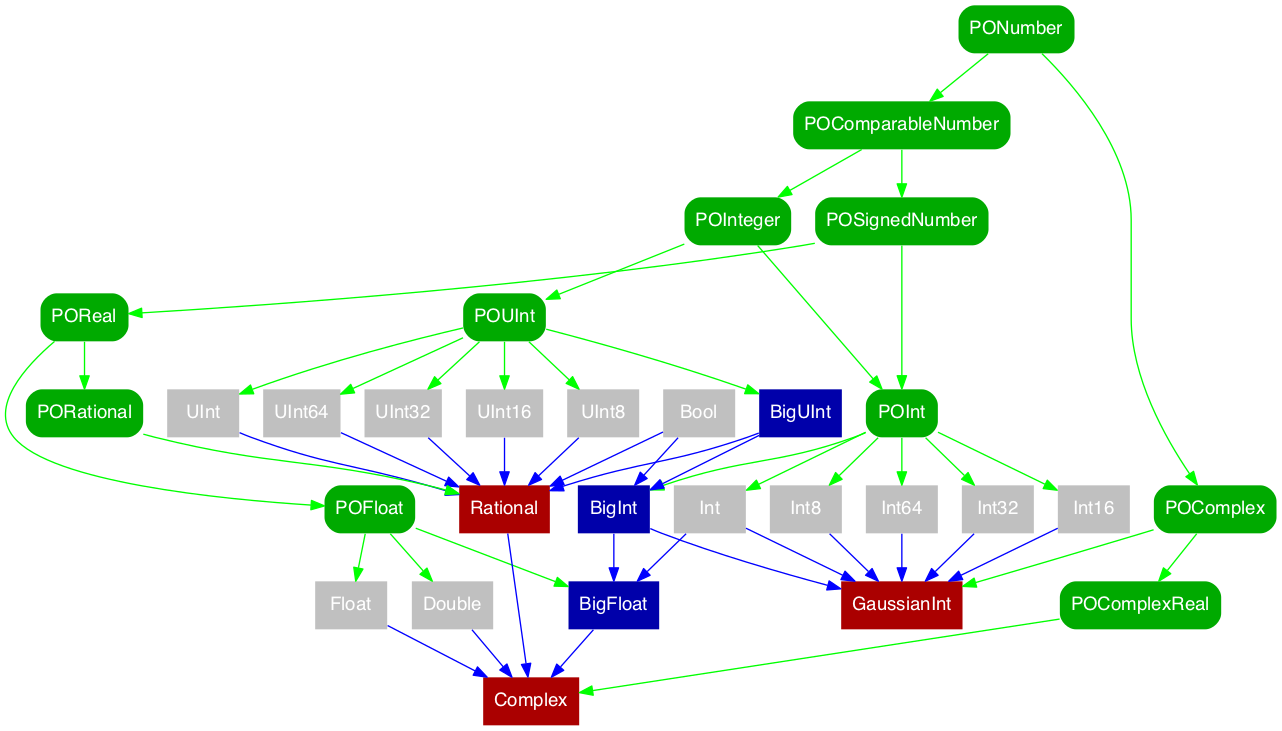 PONumber
POComparableNumber
POInteger
POSignedNumber
POReal
POUInt
PORational
UInt
UInt64
UInt32
UInt16
UInt8
Bool
BigUInt
POInt
POFloat
Rational
BigInt
Int
Int8
Int64
Int32
Int16
POComplex
Float
Double
BigFloat
GaussianInt
POComplexReal
Complex